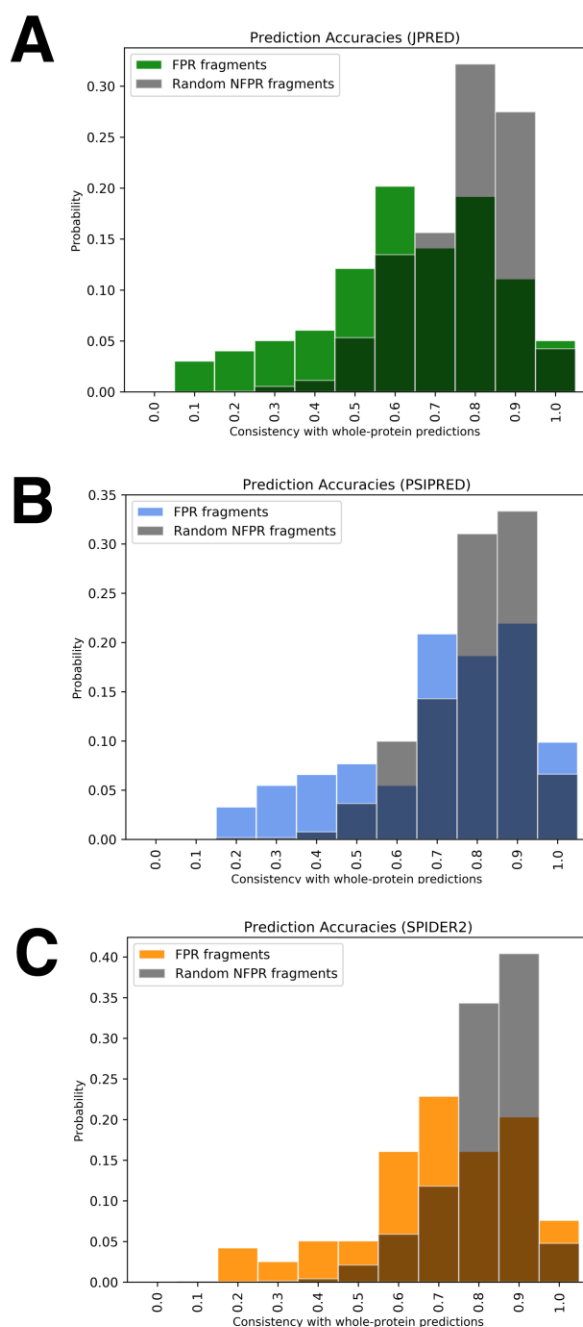 A
Prediction Accuracies (JPRED)
FPR fragments
Random NFPR fragments
0.30
0.25
0.20
0.15
0.10
0.05
0.00
Probability
0.0 0.1 0.2 0.3 0.4 0.5 0.6 0.7 0.8 0.9 1.0
Consistency with whole-protein predictions
B
Prediction Accuracies (PSIPRED)
FPR fragments
Random NFPR fragments
0.35
0.30
0.25
0.20
0.15
0.10
0.05
0.00
Probability
0.0 0.1 0.2 0.3 0.4 0.5 0.6 0.7 0.8 0.9 1.0
Consistency with whole-protein predictions
C
Prediction Accuracies (SPIDER2)
FPR fragments
Random NFPR fragments
0.40
0.35
0.30
0.25
0.20
0.15
0.10
0.05
0.00
Probability
0.0 0.1 0.2 0.3 0.4 0.5 0.6 0.7 0.8 0.9 1.0
Consistency with whole-protein predictions